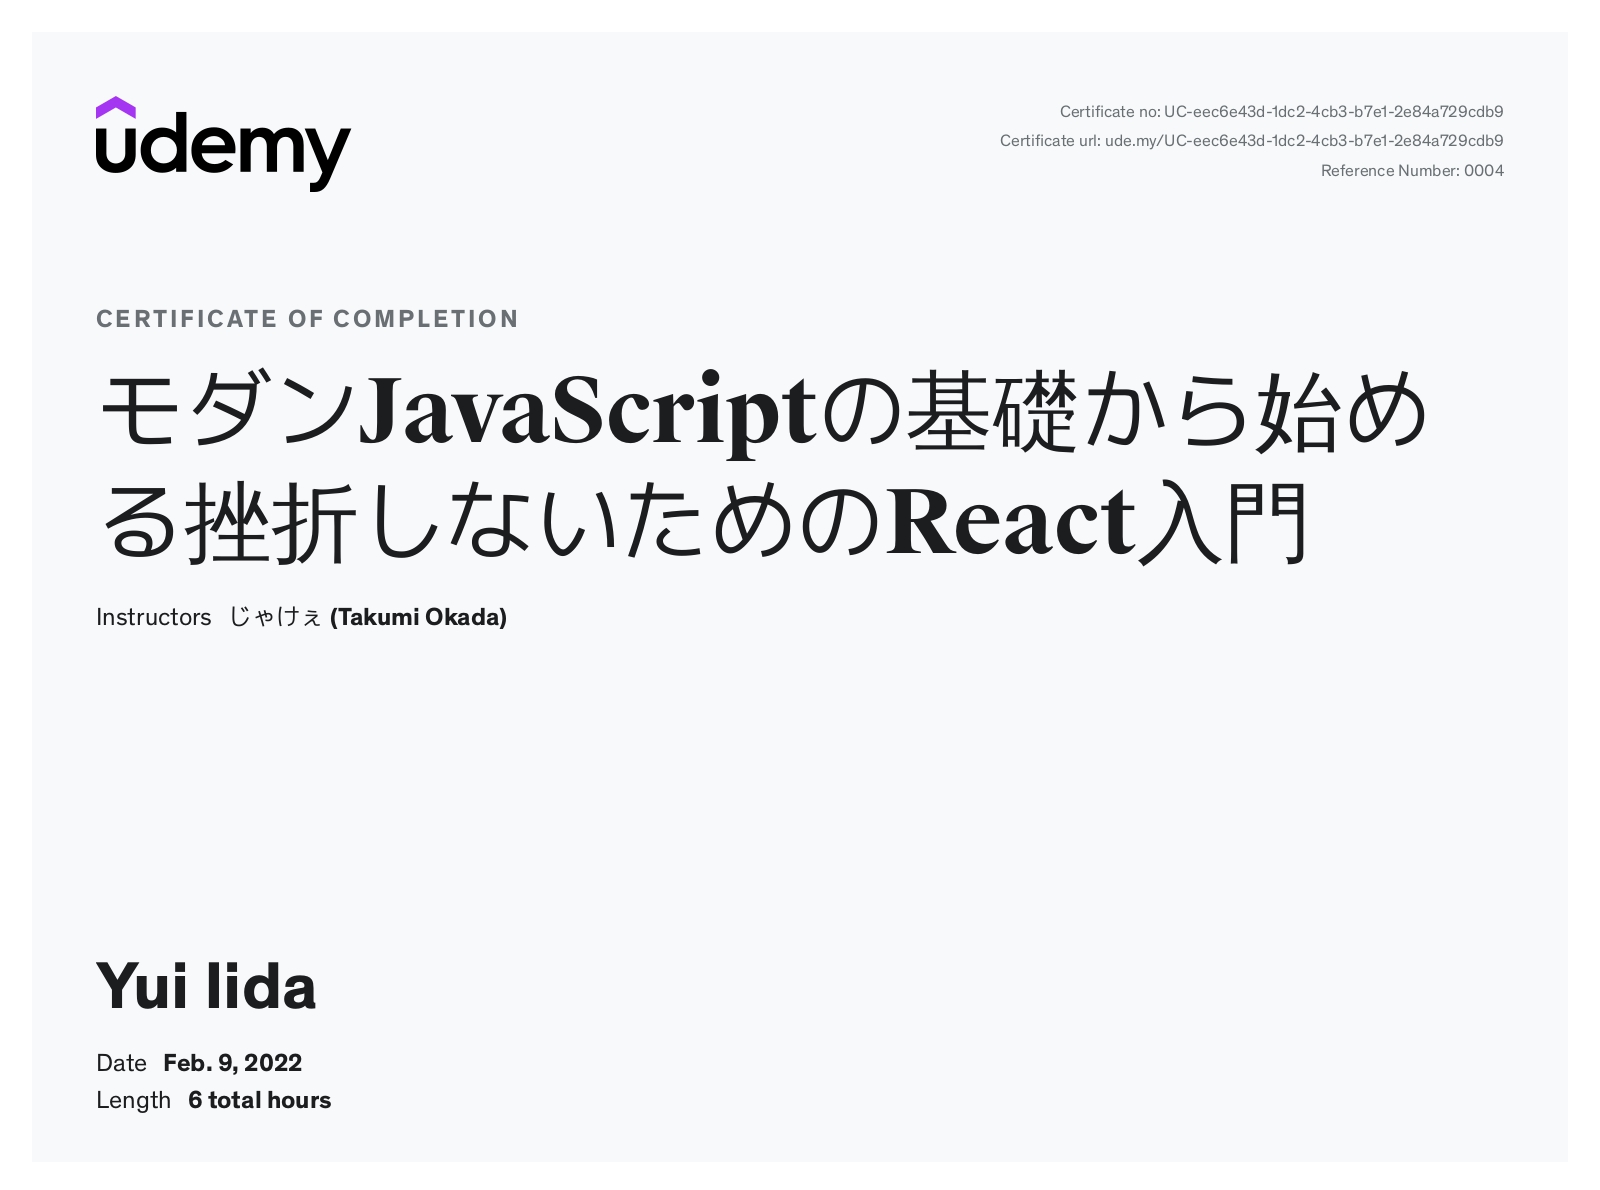 udemy
Certificate no: UC-eec6e43d-1dc2-4cb3-b7e1-2e84a729cdb9
Certificate url: ude.my/UC-eec6e43d-1dc2-4cb3-b7e1-2e84a729cdb9
Reference Number: 0004
CERTIFICATE OF COMPLETION
モダンJavaScriptの基礎から始め
る挫折しないためのReact入門
Instructors じゃけぇ (Takumi Okada)
Yui Iida
Date Feb. 9, 2022
Length 6 total hours